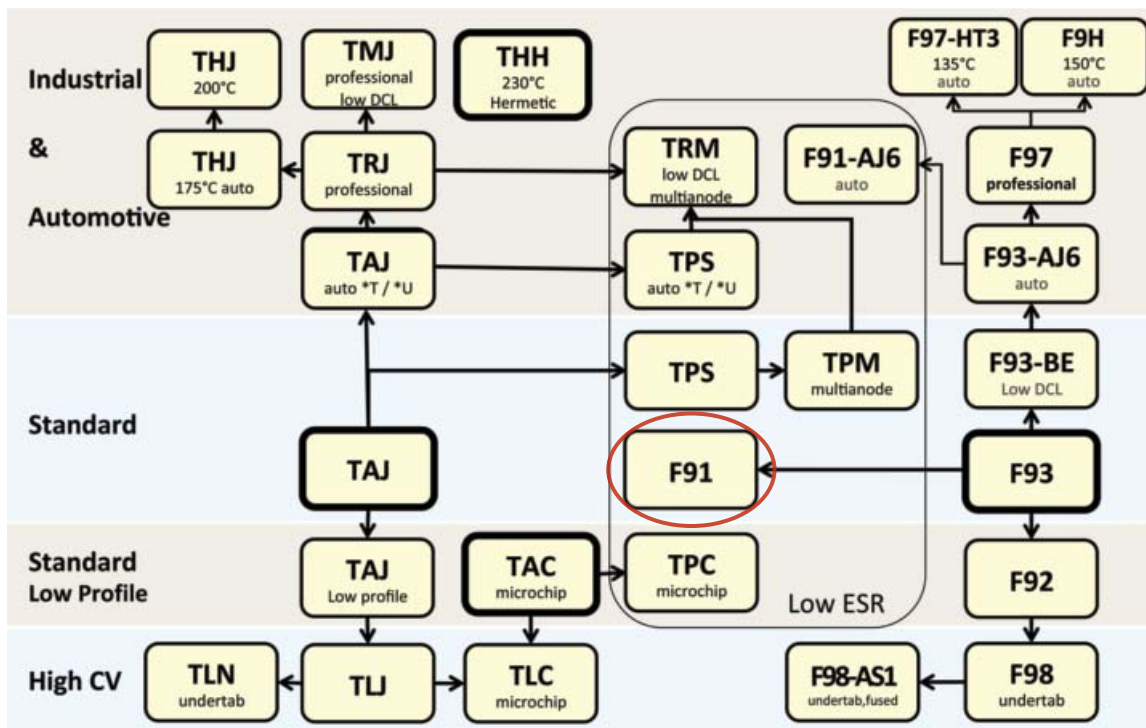 Industrial
&
Automotive
THJ
200°C
TMJ
professional
low DCL
THH
230°C
Hermetic
F97-HT3
135°C
auto
F9H
150°C
auto
THJ
175°C auto
TRJ
professional
TRM
low DCL
multianode
F91-AJ6
auto
F97
professional
TAJ
auto *T / *U
TPS
auto *T / *U
F93-AJ6
auto
Standard
TPS
TPM
multianode
F93-BE
Low DCL
TAJ
F91
F93
Standard
Low Profile
TAJ
Low profile
TAC
microchip
TPC
microchip
Low ESR
F92
High CV
TLN
undertab
TLJ
TLC
microchip
F98-AS1
undertab,fused
F98
undertab